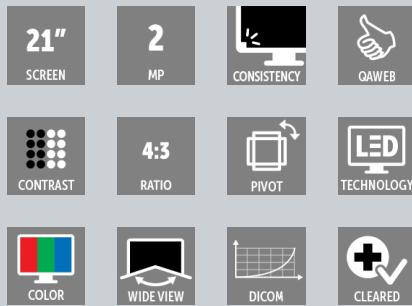 21"
SCREEN
2
MP
CONSISTENCY
QAWEB
CONTRAST
4:3
RATIO
PIVOT
LED
TECHNOLOGY
COLOR
WIDE VIEW
DICOM
CLEARED